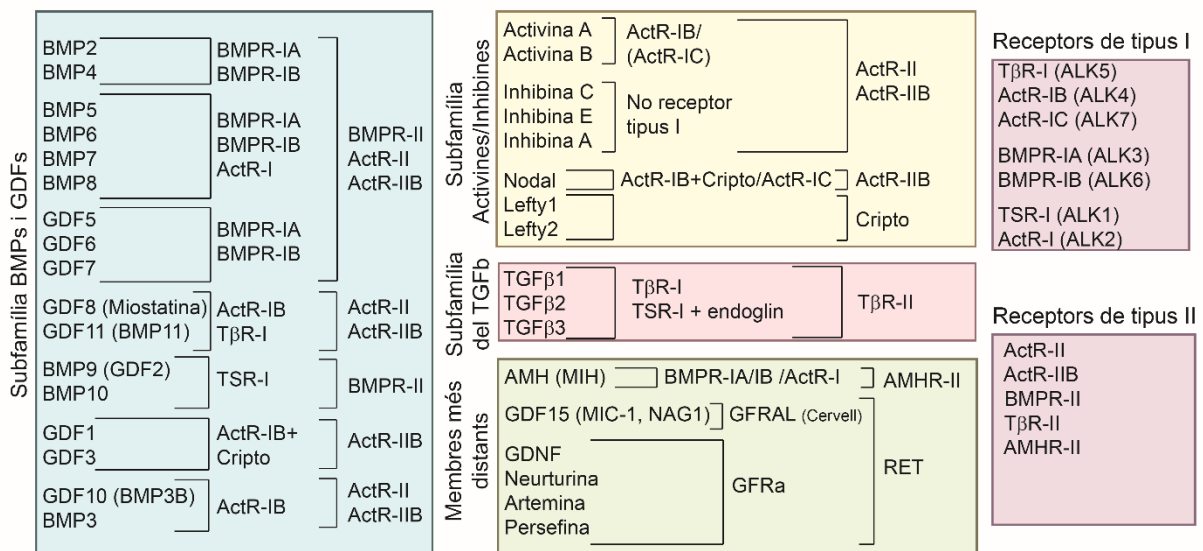 Subfamília BMPs i GDFs
BMP2
BMP4
BMPR-IA
BMPR-IB
BMP5
BMP6
BMP7
BMP8
BMPR-IA
BMPR-IB
ActR-I
GDF5
GDF6
GDF7
BMPR-IA
BMPR-IB
BMPR-II
ActR-II
ActR-IIB
GDF8 (Miostatina)
GDF11 (BMP11)
ActR-IB
TβR-I
ActR-II
ActR-IIB
BMP9 (GDF2)
BMP10
TSR-I
BMPR-II
GDF1
GDF3
ActR-IB+
Cripto
ActR-IIB
GDF10 (BMP3B)
BMP3
ActR-IB
ActR-II
ActR-IIB
Subfamília
Activines/Inhibines
Activina A
Activina B
ActR-IB/
(ActR-IC)
Inhibina C
Inhibina E
Inhibina A
No receptor
tipus I
ActR-II
ActR-IIB
Nodal
ActR-IB+Cripto/ActR-IC
ActR-IIB
Lefty1
Lefty2
Cripto
Subfamília
del TGFb
TGFβ1
TGFβ2
TGFβ3
TβR-I
TSR-I + endoglin
TβR-II
Membres més
distants
AMH (MIH)
BMPR-IA/IB /ActR-I
AMHR-II
GDF15 (MIC-1, NAG1)
GFRAL (Cervell)
GDNF
Neurturina
Artemina
Persefina
GFRa
RET
Receptors de tipus I
TβR-I (ALK5)
ActR-IB (ALK4)
ActR-IC (ALK7)
BMPR-IA (ALK3)
BMPR-IB (ALK6)
TSR-I (ALK1)
ActR-I (ALK2)
Receptors de tipus II
ActR-II
ActR-IIB
BMPR-II
TβR-II
AMHR-II